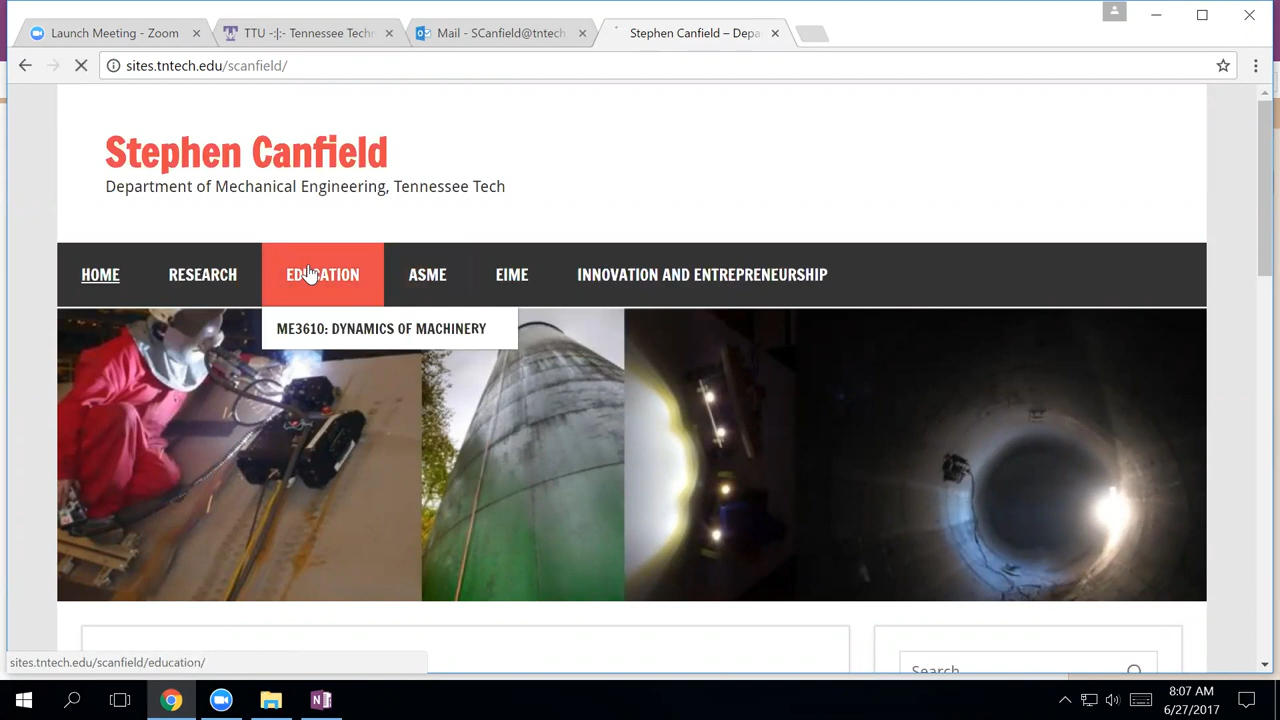 Launch Meeting - Zoom
TTU -:|:- Tennessee Tech
Mail - SCanfield@tntech
Stephen Canfield – Depa
sites.tntech.edu/scanfield/
Stephen Canfield
Department of Mechanical Engineering, Tennessee Tech
HOME RESEARCH EDUCATION ASME EIME INNOVATION AND ENTREPRENEURSHIP
ME3610: DYNAMICS OF MACHINERY
Search
sites.tntech.edu/scanfield/education/
8:07 AM
6/27/2017